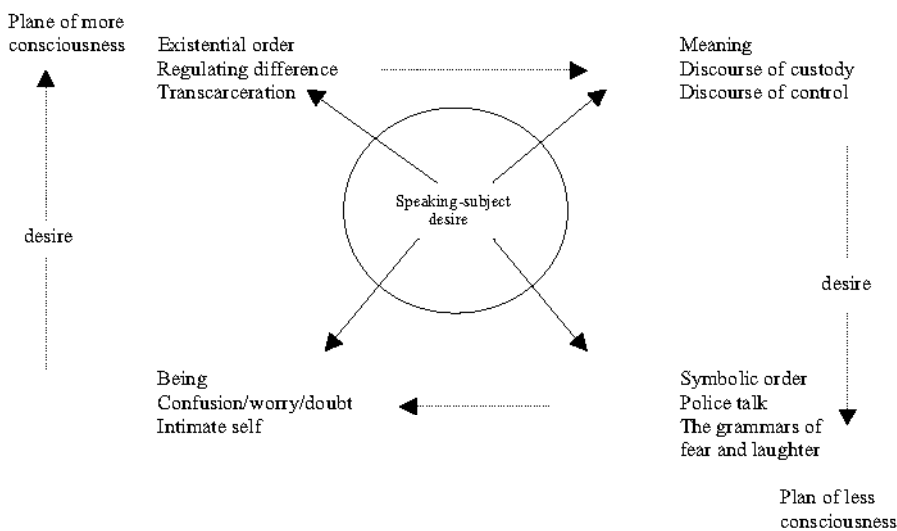 Plane of more
consciousness
Existential order
Regulating difference
Transcarceration
Meaning
Discourse of custody
Discourse of control
Speaking-subject
desire
desire
desire
Being
Confusion/worry/doubt
Intimate self
Symbolic order
Police talk
The grammars of
fear and laughter
Plan of less
consciousness